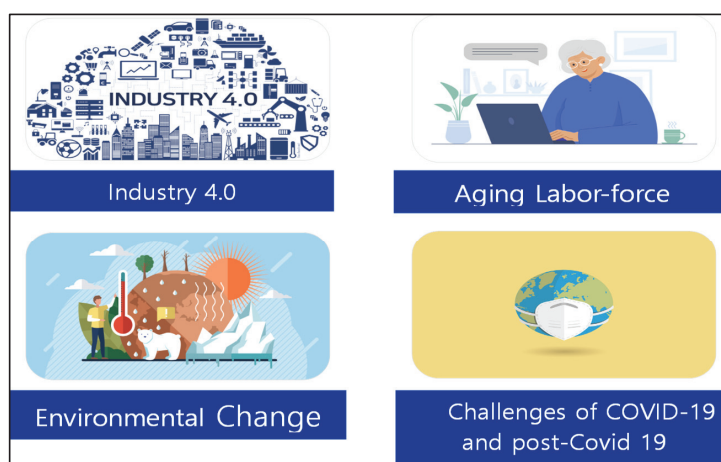 INDUSTRY 4.0
Industry 4.0
Aging Labor-force
Environmental Change
Challenges of COVID-19
and post-Covid 19